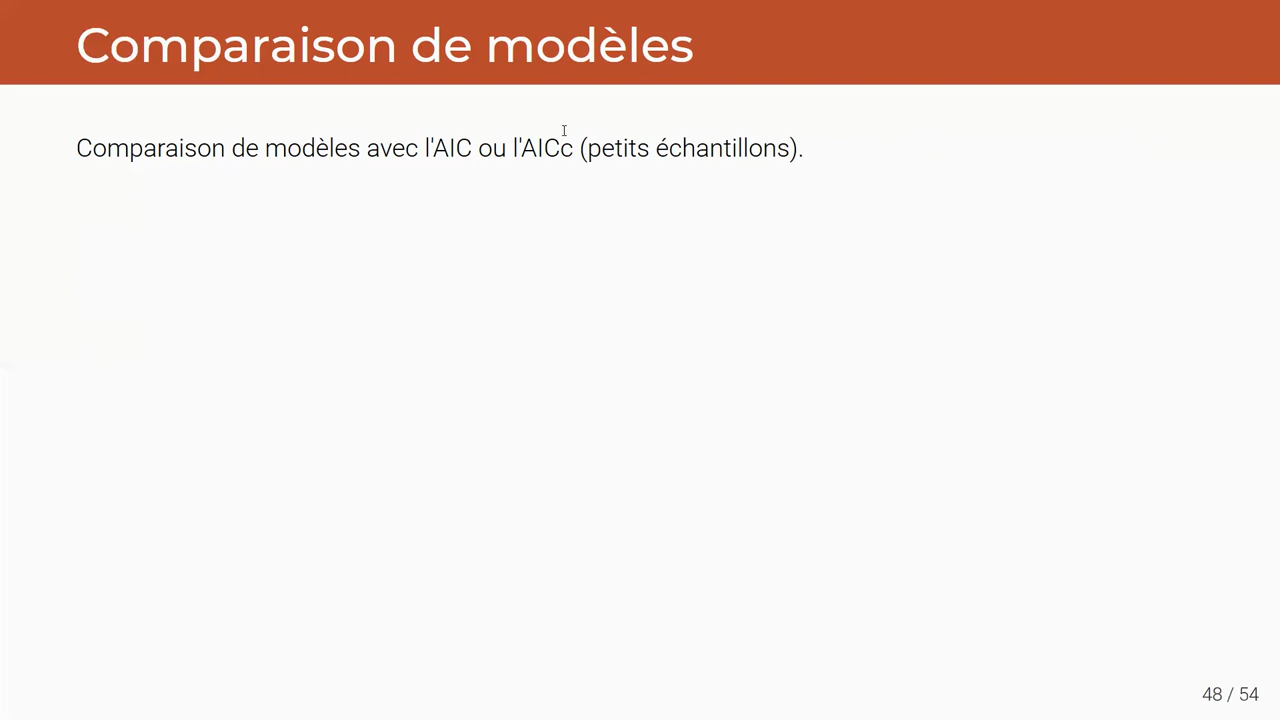 Comparaison de modèles
Comparaison de modèles avec l'AIC ou l'AICc (petits échantillons).
48 / 54